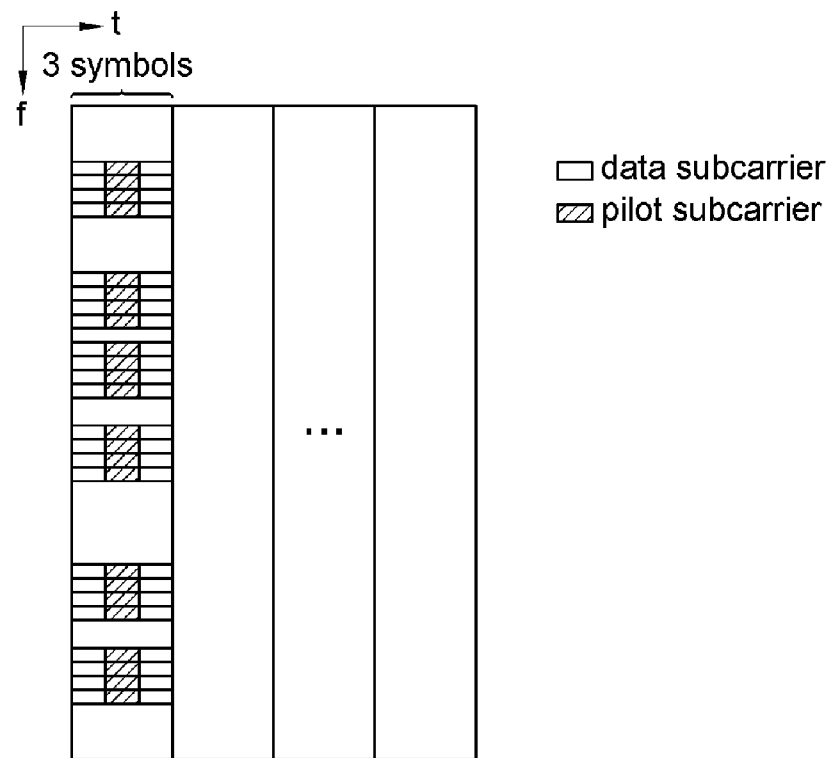 t
3 symbols
f
data subcarrier
pilot subcarrier
...